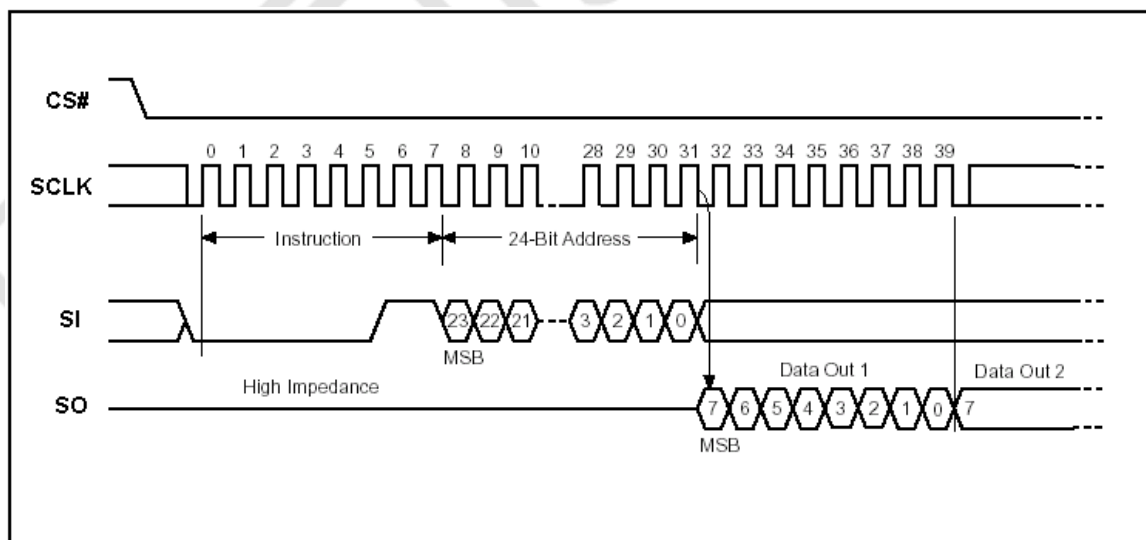 CS#
0 1 2 3 4 5 6 7 8 9 10 28 29 30 31 32 33 34 35 36 37 38 39
SCLK
Instruction 24-Bit Address
SI 23 22 21 3 2 1 0
MSB
High Impedance Data Out 1 Data Out 2
SO 7 6 5 4 3 2 1 0 7
MSB